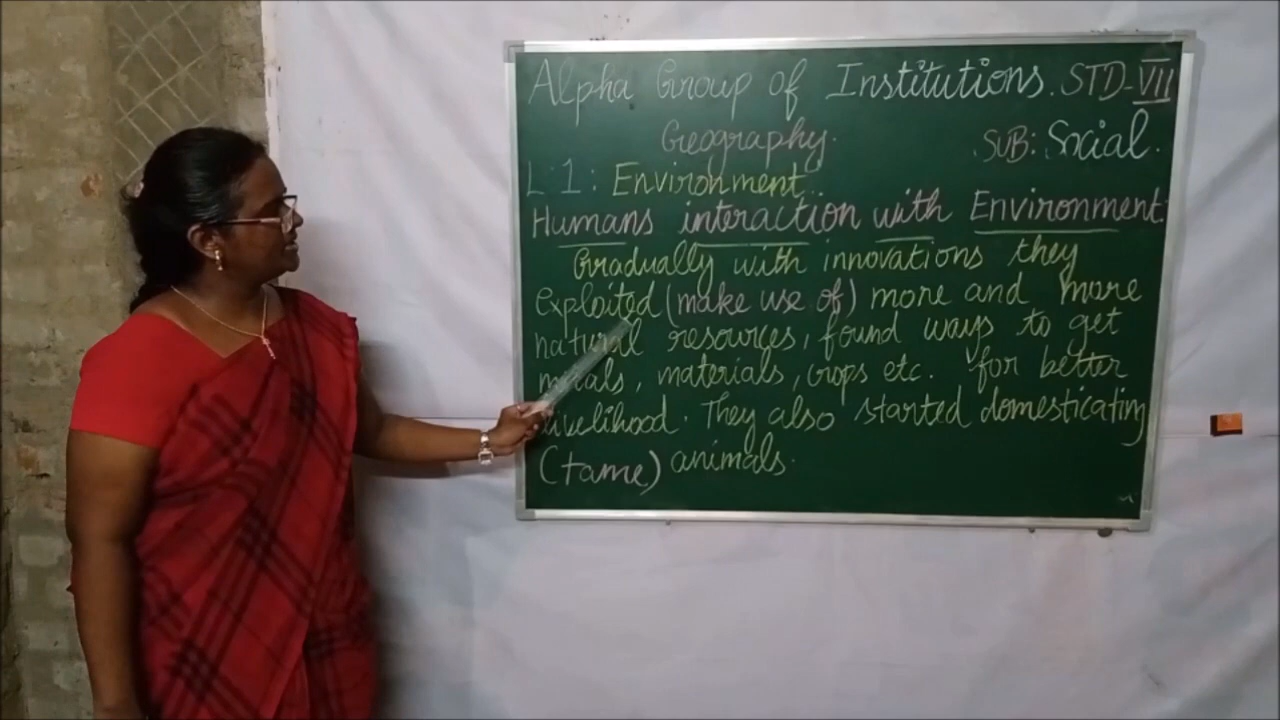 Alpha Group of Institutions. STD-VII
Geography. SUB: Social.
L:1: Environment..
Humans interaction with Environment:
Gradually with innovations they
exploited (make use of) more and more
natural resources, found ways to get
metals, materials, crops etc. for better
livelihood. They also started domesticating
(tame) animals.